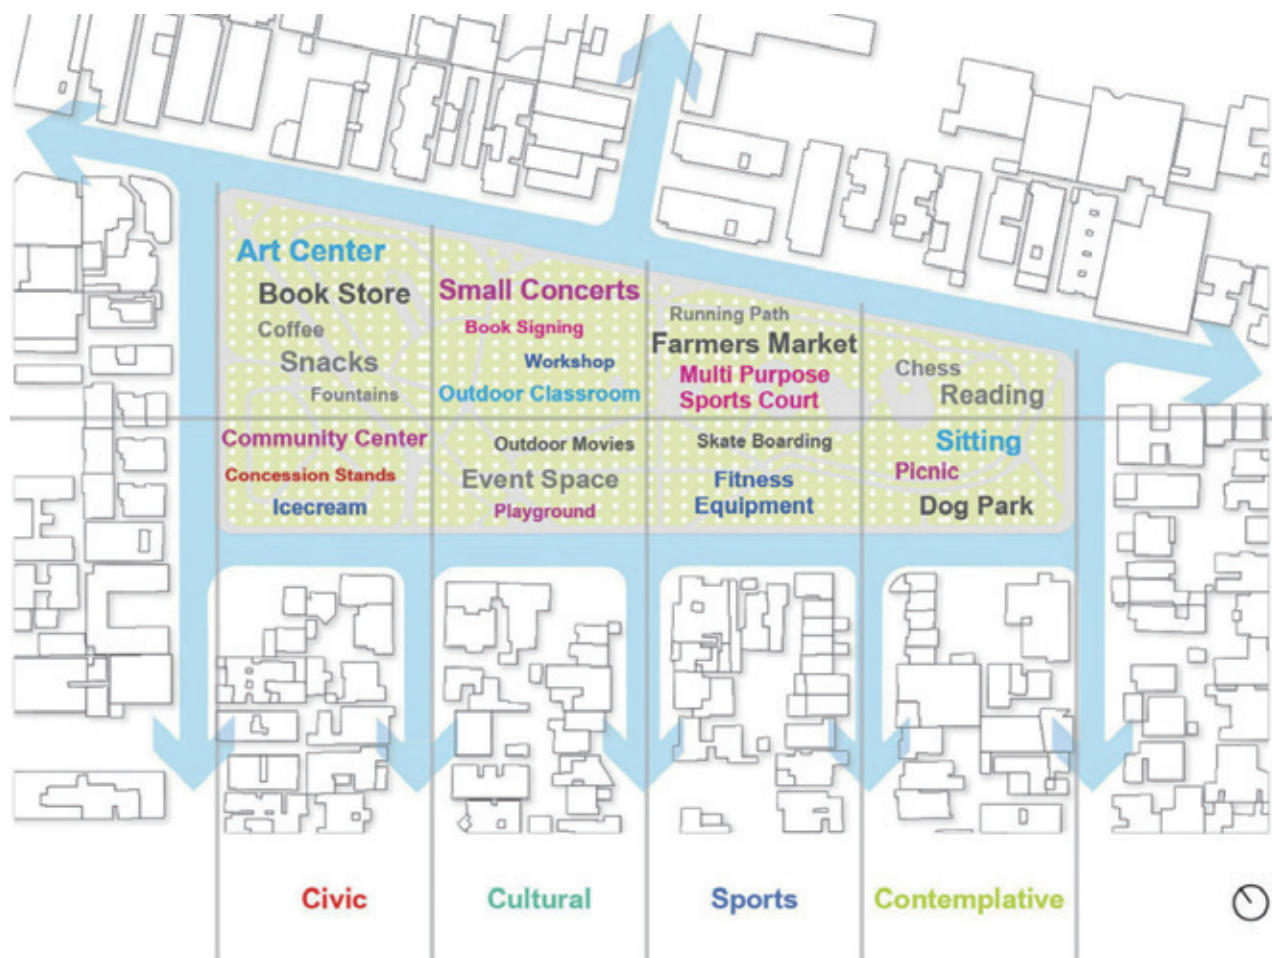 Art Center
Book Store
Coffee
Snacks
Fountains
Community Center
Concession Stands
Icecream
Small Concerts
Book Signing
Workshop
Outdoor Classroom
Outdoor Movies
Event Space
Playground
Running Path
Farmers Market
Multi Purpose
Sports Court
Skate Boarding
Fitness
Equipment
Chess
Reading
Sitting
Picnic
Dog Park
Civic
Cultural
Sports
Contemplative